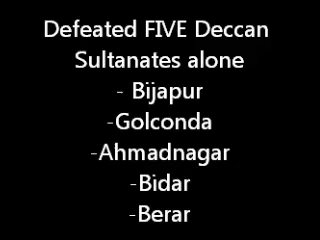 Defeated FIVE Deccan
Sultanates alone
- Bijapur
-Golconda
-Ahmadnagar
-Bidar
-Berar